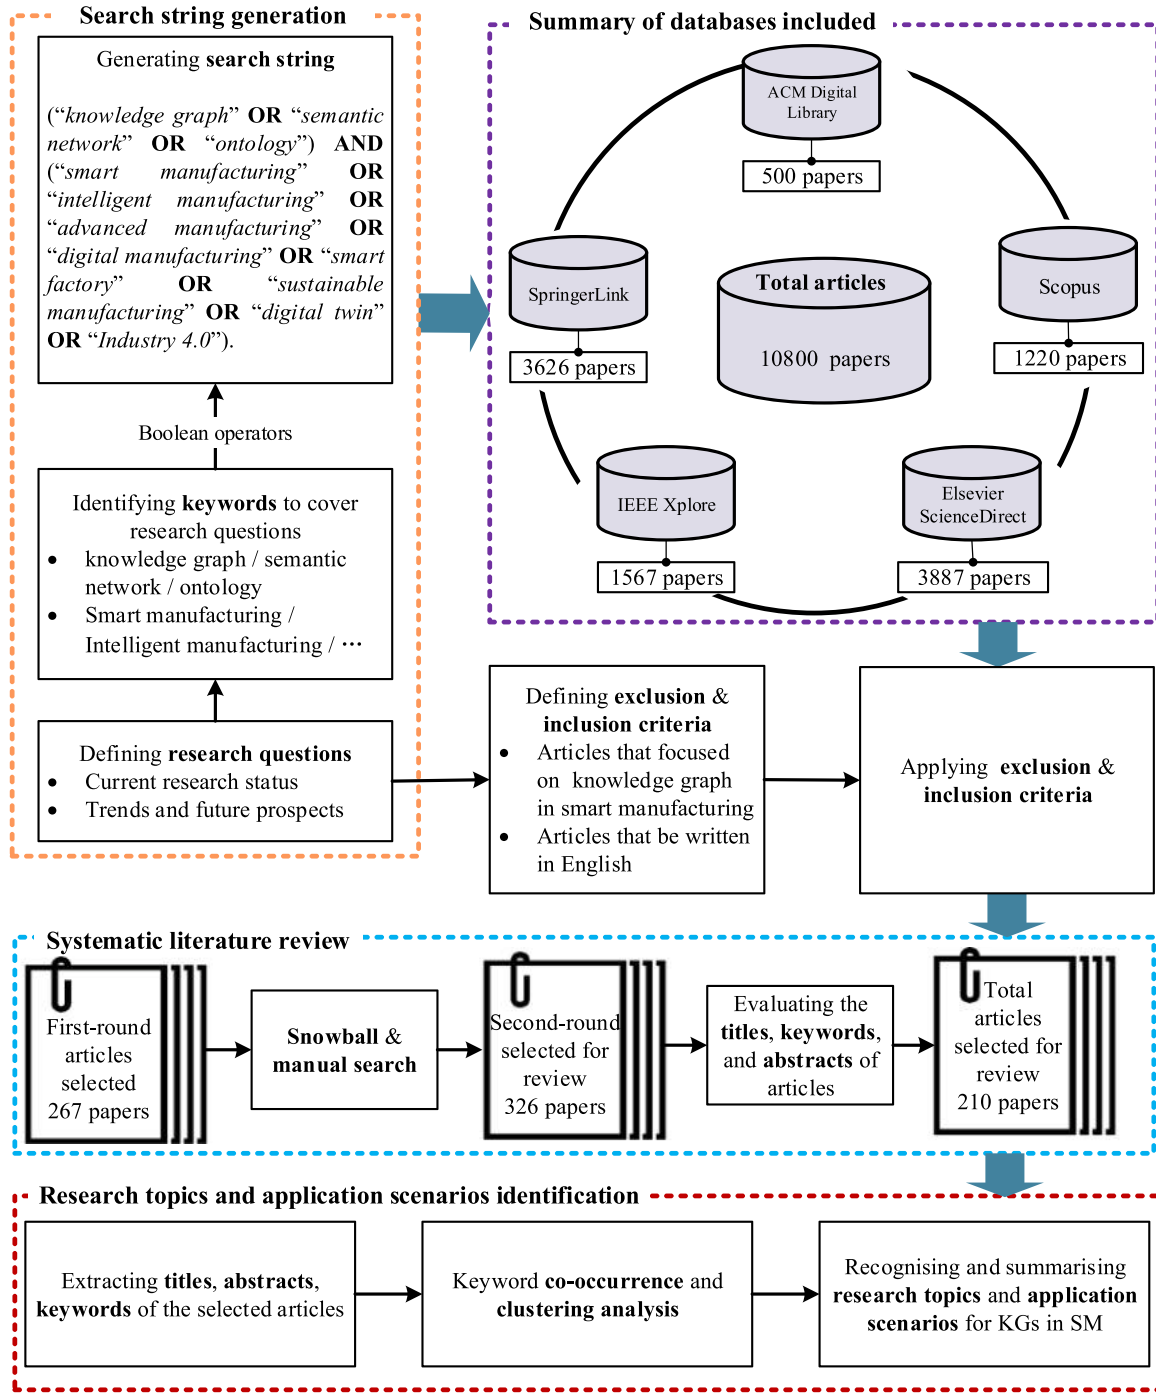 Search string generation
Generating search string
(“knowledge graph” OR “semantic
network” OR “ontology”) AND
(“smart manufacturing” OR
“intelligent manufacturing” OR
“advanced manufacturing” OR
“digital manufacturing” OR “smart
factory” OR “sustainable
manufacturing” OR “digital twin”
OR “Industry 4.0”).
Boolean operators
Identifying keywords to cover
research questions
• knowledge graph / semantic
network / ontology
• Smart manufacturing /
Intelligent manufacturing / ···
Defining research questions
• Current research status
• Trends and future prospects
Summary of databases included
ACM Digital
Library
500 papers
SpringerLink
3626 papers
Total articles
10800 papers
Scopus
1220 papers
IEEE Xplore
1567 papers
Elsevier
ScienceDirect
3887 papers
Defining exclusion &
inclusion criteria
• Articles that focused
on knowledge graph
in smart manufacturing
• Articles that be written
in English
Applying exclusion &
inclusion criteria
Systematic literature review
First-round
articles
selected
267 papers
Snowball &
manual search
Second-round
selected for
review
326 papers
Evaluating the
titles, keywords,
and abstracts of
articles
Total
articles
selected for
review
210 papers
Research topics and application scenarios identification
Extracting titles, abstracts,
keywords of the selected articles
Keyword co-occurrence and
clustering analysis
Recognising and summarising
research topics and application
scenarios for KGs in SM